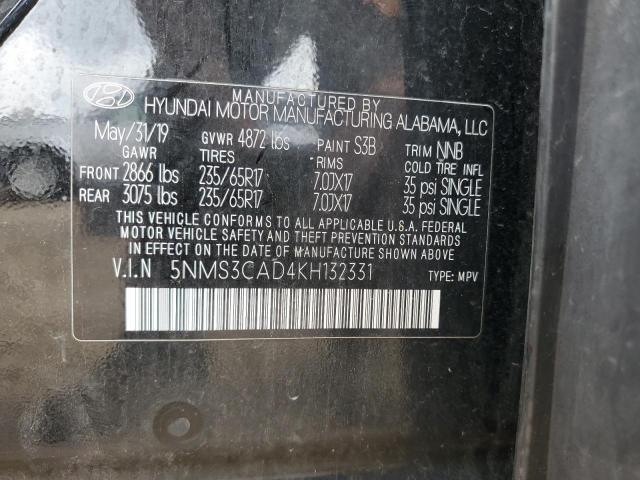 MANUFACTURED BY
HYUNDAI MOTOR MANUFACTURING ALABAMA, LLC
May/31/19 GVWR 4872 lbs PAINT S3B TRIM NNB
GAWR TIRES RIMS COLD TIRE INFL
FRONT 2866 lbs 235/65R17 7.0JX17 35 psi SINGLE
REAR 3075 lbs 235/65R17 7.0JX17 35 psi SINGLE
THIS VEHICLE CONFORMS TO ALL APPLICABLE U.S.A. FEDERAL
MOTOR VEHICLE SAFETY AND THEFT PREVENTION STANDARDS
IN EFFECT ON THE DATE OF MANUFACTURE SHOWN ABOVE
V.I.N 5NMS3CAD4KH132331 TYPE: MPV